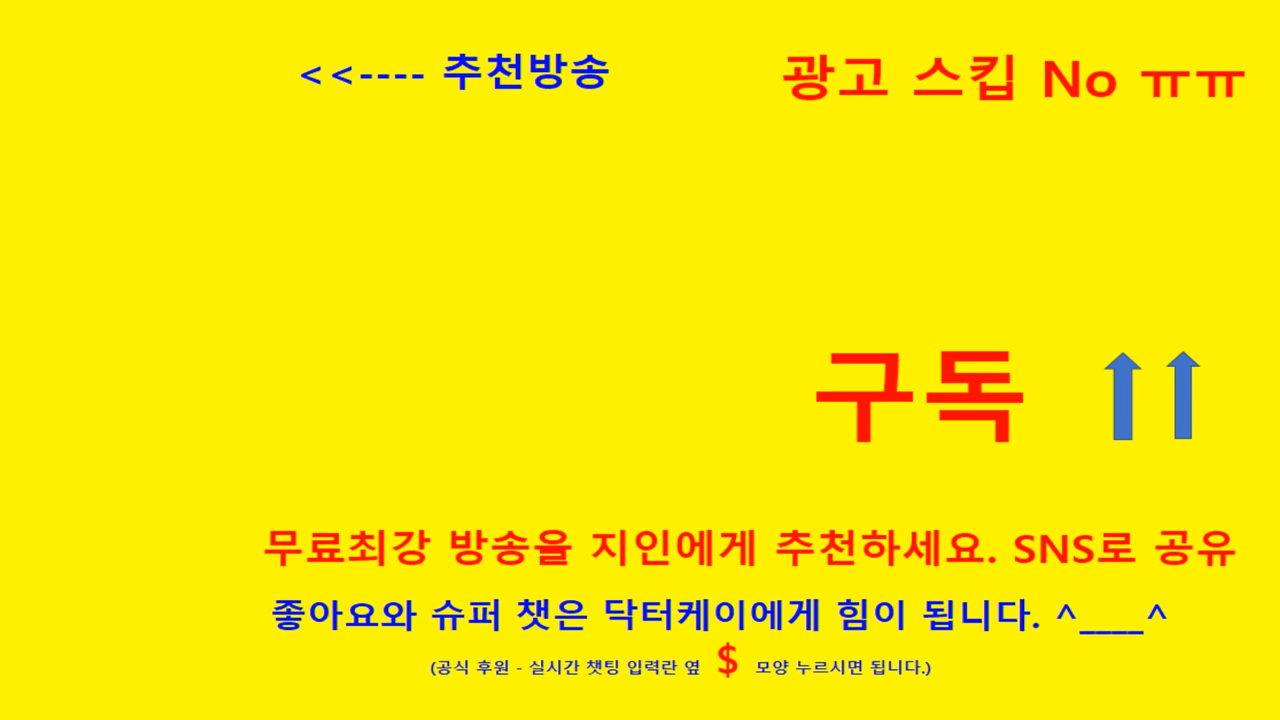 <<---- 추천방송
광고 스킵 No ㅠㅠ
구독
무료최강 방송을 지인에게 추천하세요. SNS로 공유
좋아요와 슈퍼 챗은 닥터케이에게 힘이 됩니다. ^____^
(공식 후원 - 실시간 챗팅 입력란 옆 $ 모양 누르시면 됩니다.)